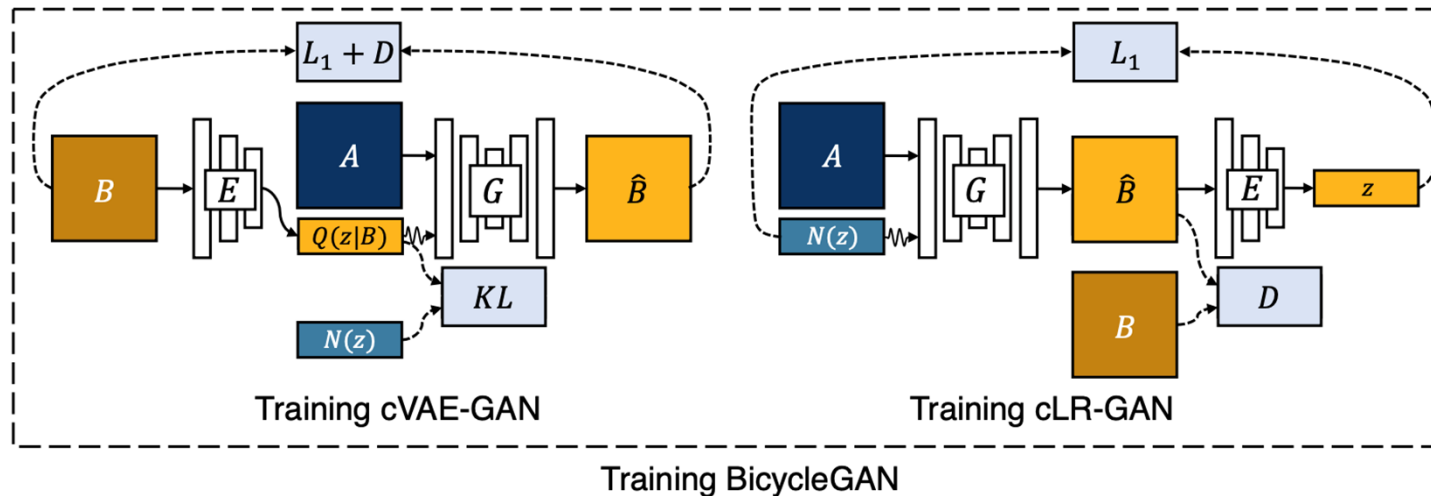 L₁ + D
B
E
A
Q(z|B)
N(z)
G
KL
B̂
Training cVAE-GAN
L₁
A
N(z)
G
B̂
B
E
D
z
Training cLR-GAN
Training BicycleGAN